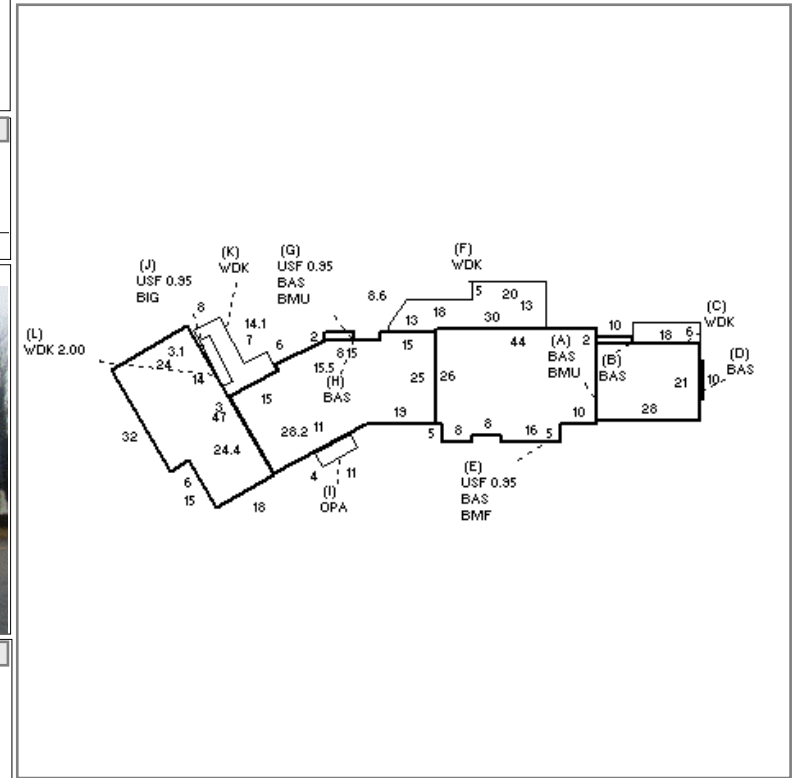 (F)
WDK
(K)
WDK
(G)
USF 0.95
BAS
BMU
(J)
USF 0.95
BIG
8
14.1
7
8.6
5
20
13
30
18
13
(C)
WDK
(L)
WDK 2.00
3.1
24
14
6
2
8
15
15
15.5
(H)
BAS
44
2
10
18
6
(A)
BAS
BMU
(B)
BAS
(D)
BAS
21
10
28
25
26
15
3
47
32
24.4
28.2
11
19
5
8
8
16
5
10
6
15
18
4
11
(I)
OPA
(E)
USF 0.95
BAS
BMF